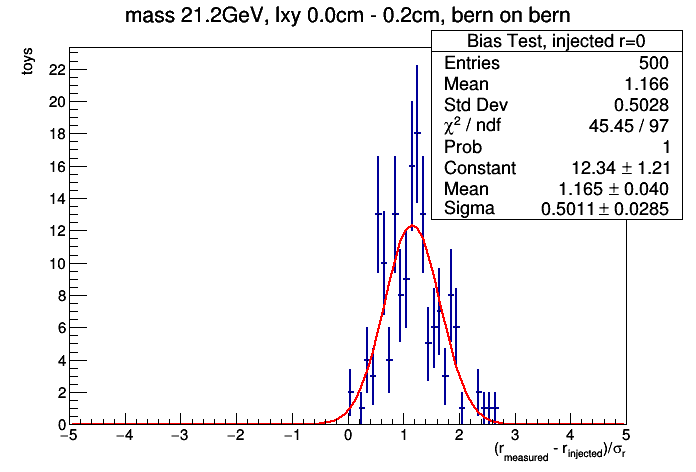 mass 21.2GeV, lxy 0.0cm - 0.2cm, bern on bern
toys
Bias Test, injected r=0
Entries 500
Mean 1.166
Std Dev 0.5028
χ² / ndf 45.45 / 97
Prob 1
Constant 12.34 ± 1.21
Mean 1.165 ± 0.040
Sigma 0.5011 ± 0.0285
22
20
18
16
14
12
10
8
6
4
2
0
−5 −4 −3 −2 −1 0 1 2 3 4 5
(r_measured - r_injected)/σ_r